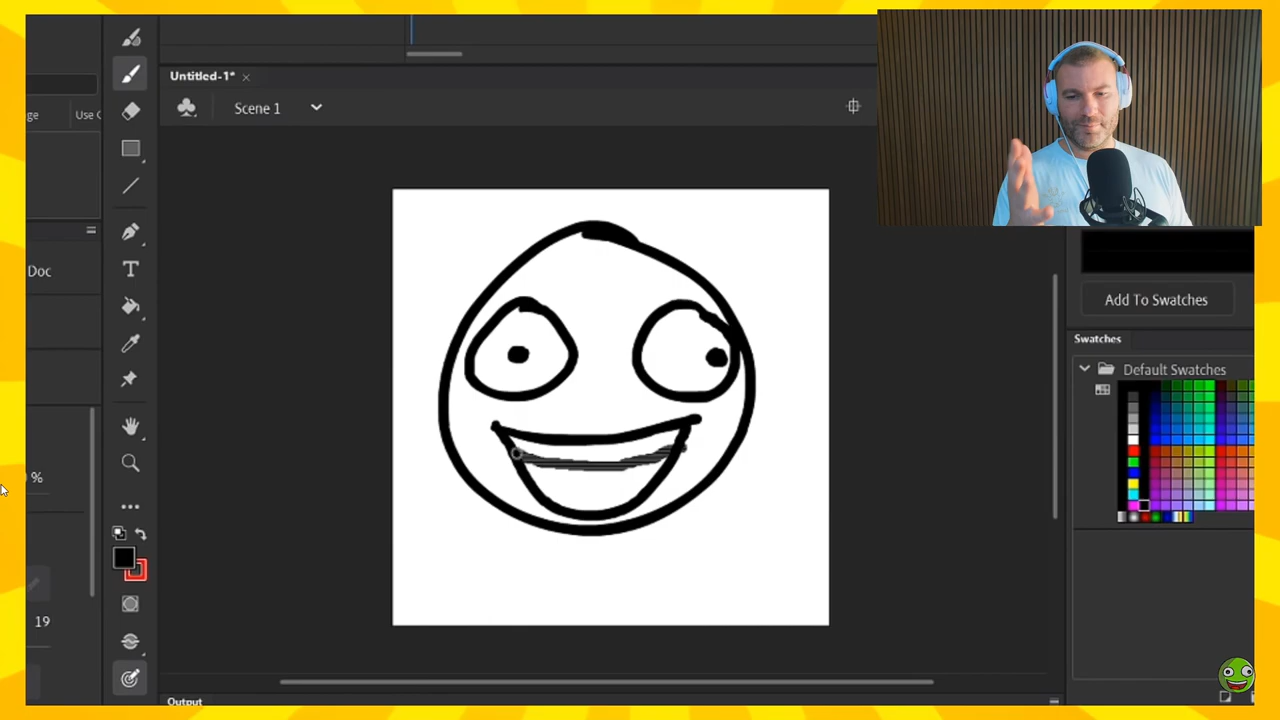 Untitled-1*
ge
Use C
Scene 1
Doc
Add To Swatches
Swatches
Default Swatches
%
19
Output